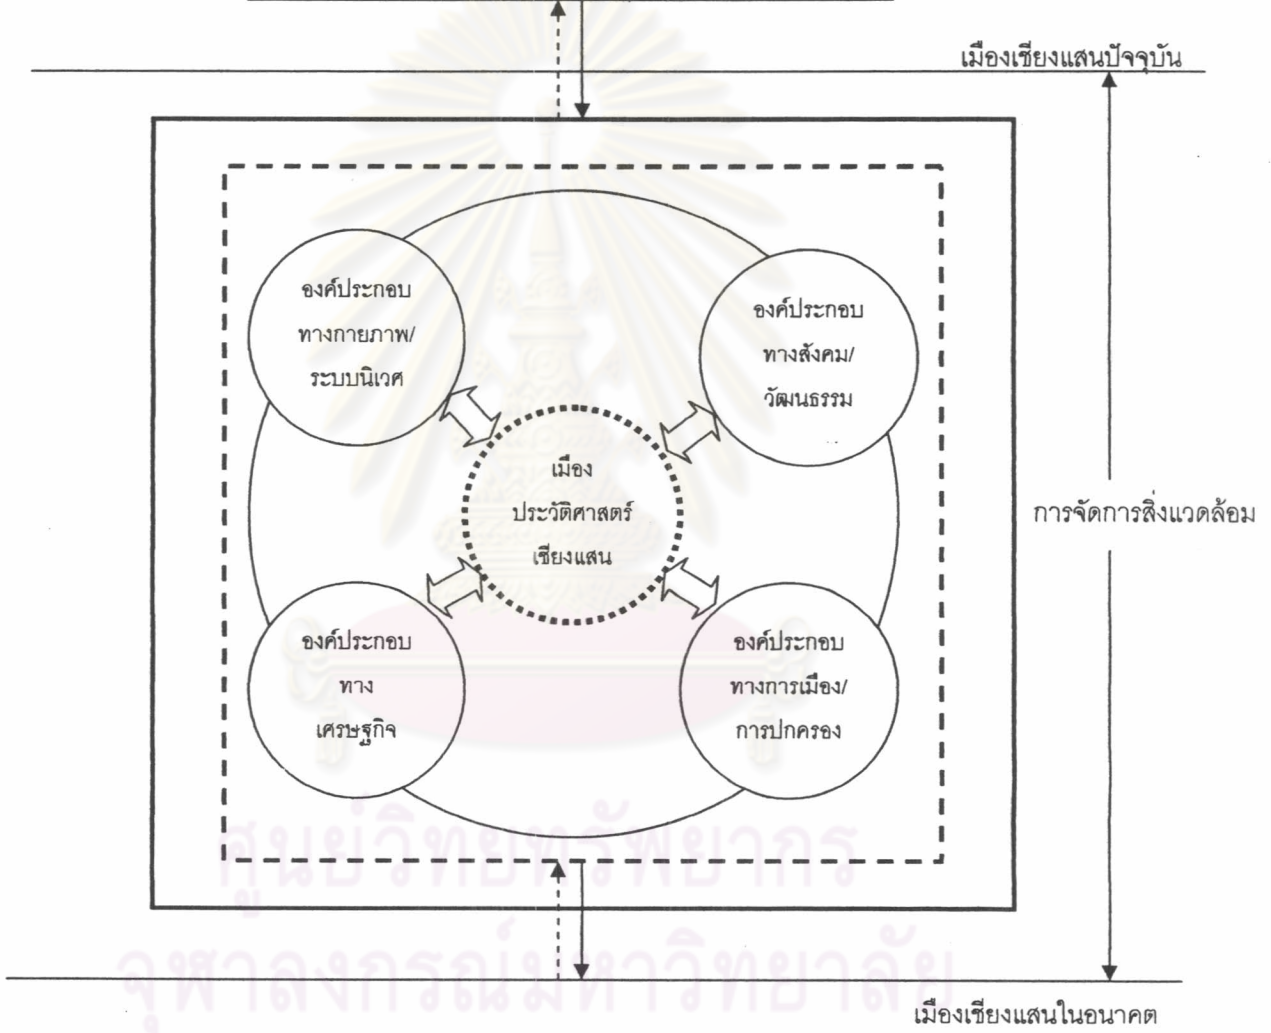 เมืองเชียงแสนปัจจุบัน
องค์ประกอบ
ทางกายภาพ/
ระบบนิเวศ
องค์ประกอบ
ทางสังคม/
วัฒนธรรม
เมือง
ประวัติศาสตร์
เชียงแสน
การจัดการสิ่งแวดล้อม
องค์ประกอบ
ทาง
เศรษฐกิจ
องค์ประกอบ
ทางการเมือง/
การปกครอง
ศูนย์วิทยทรัพยากร
จุฬาลงกรณ์มหาวิทยาลัย
เมืองเชียงแสนในอนาคต